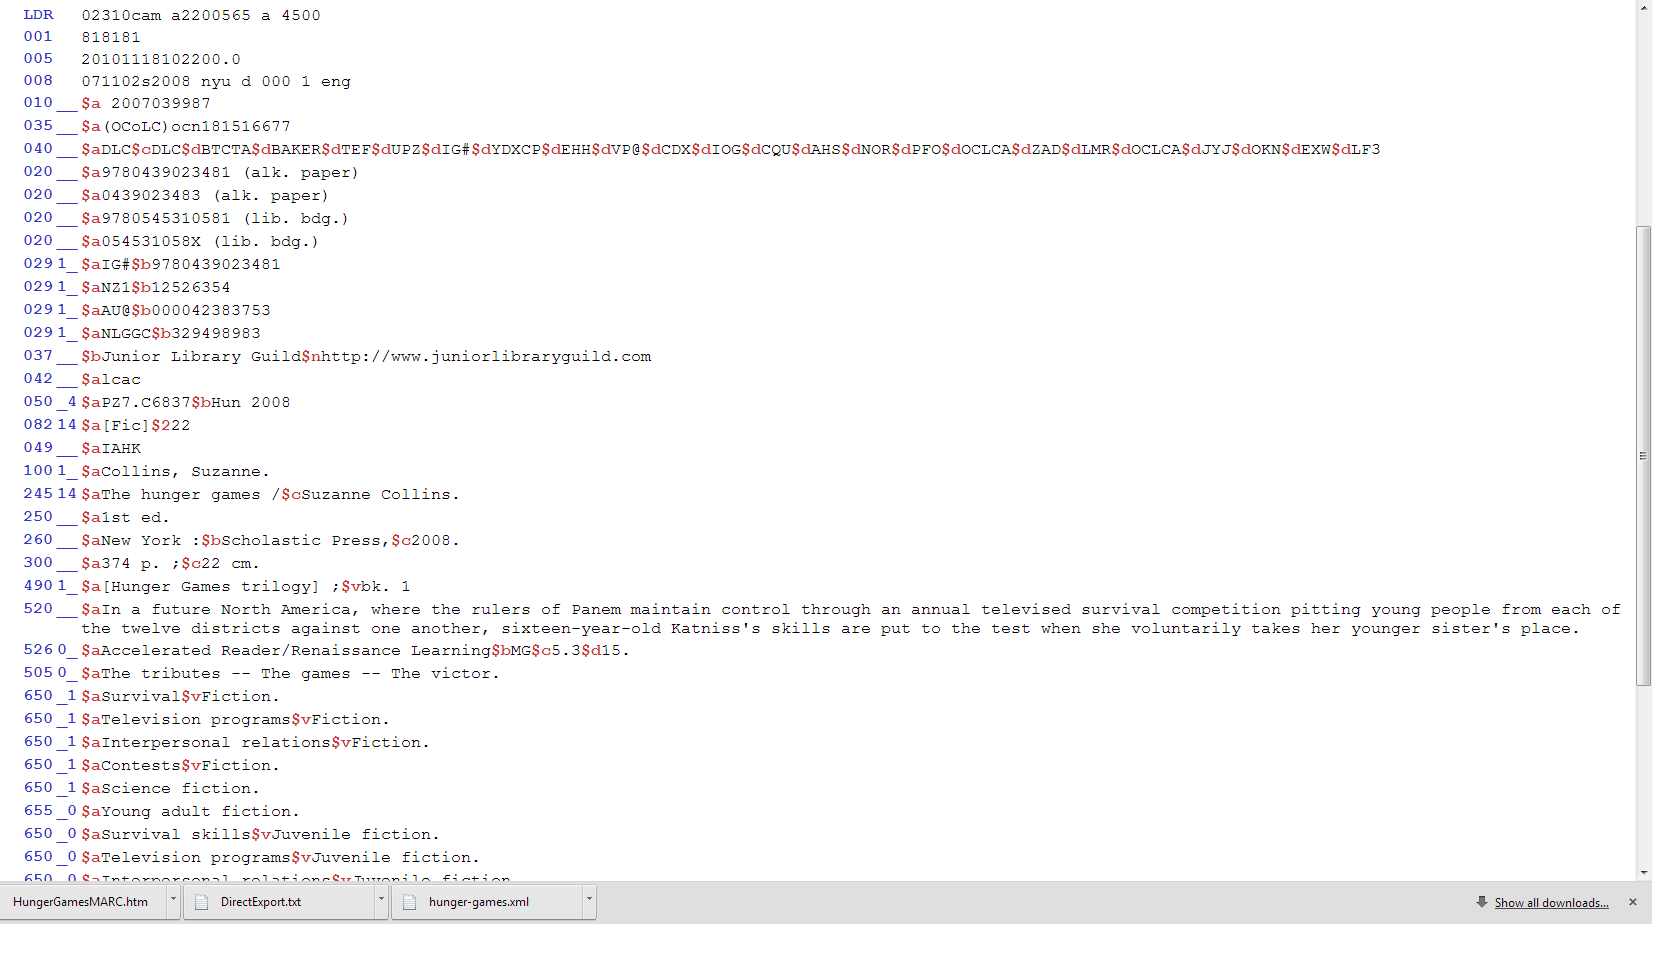 LDR 02310cam a2200565 a 4500
001 818181
005 20101118102200.0
008 071102s2008 nyu d 000 1 eng
010 __ $a 2007039987
035 __ $a(OCoLC)ocn181516677
040 __ $aDLC$cDLC$dBTCTA$dBAKER$dTEF$dUPZ$dIG#$dYDXCP$dEHH$dVP@$dCDX$dIOG$dCQU$dAHS$dNOR$dPFO$dOCLCA$dZAD$dLMR$dOCLCA$dJYJ$dOKN$dEXW$dLF3
020 __ $a9780439023481 (alk. paper)
020 __ $a0439023483 (alk. paper)
020 __ $a9780545310581 (lib. bdg.)
020 __ $a054531058X (lib. bdg.)
029 1_ $aIG#$b9780439023481
029 1_ $aNZ1$b12526354
029 1_ $aAU@$b000042383753
029 1_ $aNLGGC$b329498983
037 __ $bJunior Library Guild$nhttp://www.juniorlibraryguild.com
042 __ $alcac
050 _4 $aPZ7.C6837$bHun 2008
082 14 $a[Fic]$222
049 __ $aIAHK
100 1_ $aCollins, Suzanne.
245 14 $aThe hunger games /$cSuzanne Collins.
250 __ $a1st ed.
260 __ $aNew York :$bScholastic Press,$c2008.
300 __ $a374 p. ;$c22 cm.
490 1_ $a[Hunger Games trilogy] ;$vbk. 1
520 __ $aIn a future North America, where the rulers of Panem maintain control through an annual televised survival competition pitting young people from each of
the twelve districts against one another, sixteen-year-old Katniss's skills are put to the test when she voluntarily takes her younger sister's place.
526 0_ $aAccelerated Reader/Renaissance Learning$bMG$c5.3$d15.
505 0_ $aThe tributes -- The games -- The victor.
650 _1 $aSurvival$vFiction.
650 _1 $aTelevision programs$vFiction.
650 _1 $aInterpersonal relations$vFiction.
650 _1 $aContests$vFiction.
650 _1 $aScience fiction.
655 _0 $aYoung adult fiction.
650 _0 $aSurvival skills$vJuvenile fiction.
650 _0 $aTelevision programs$vJuvenile fiction.
650 _0 $aInterpersonal relations$vJuvenile fiction
HungerGamesMARC.htm DirectExport.txt hunger-games.xml Show all downloads...